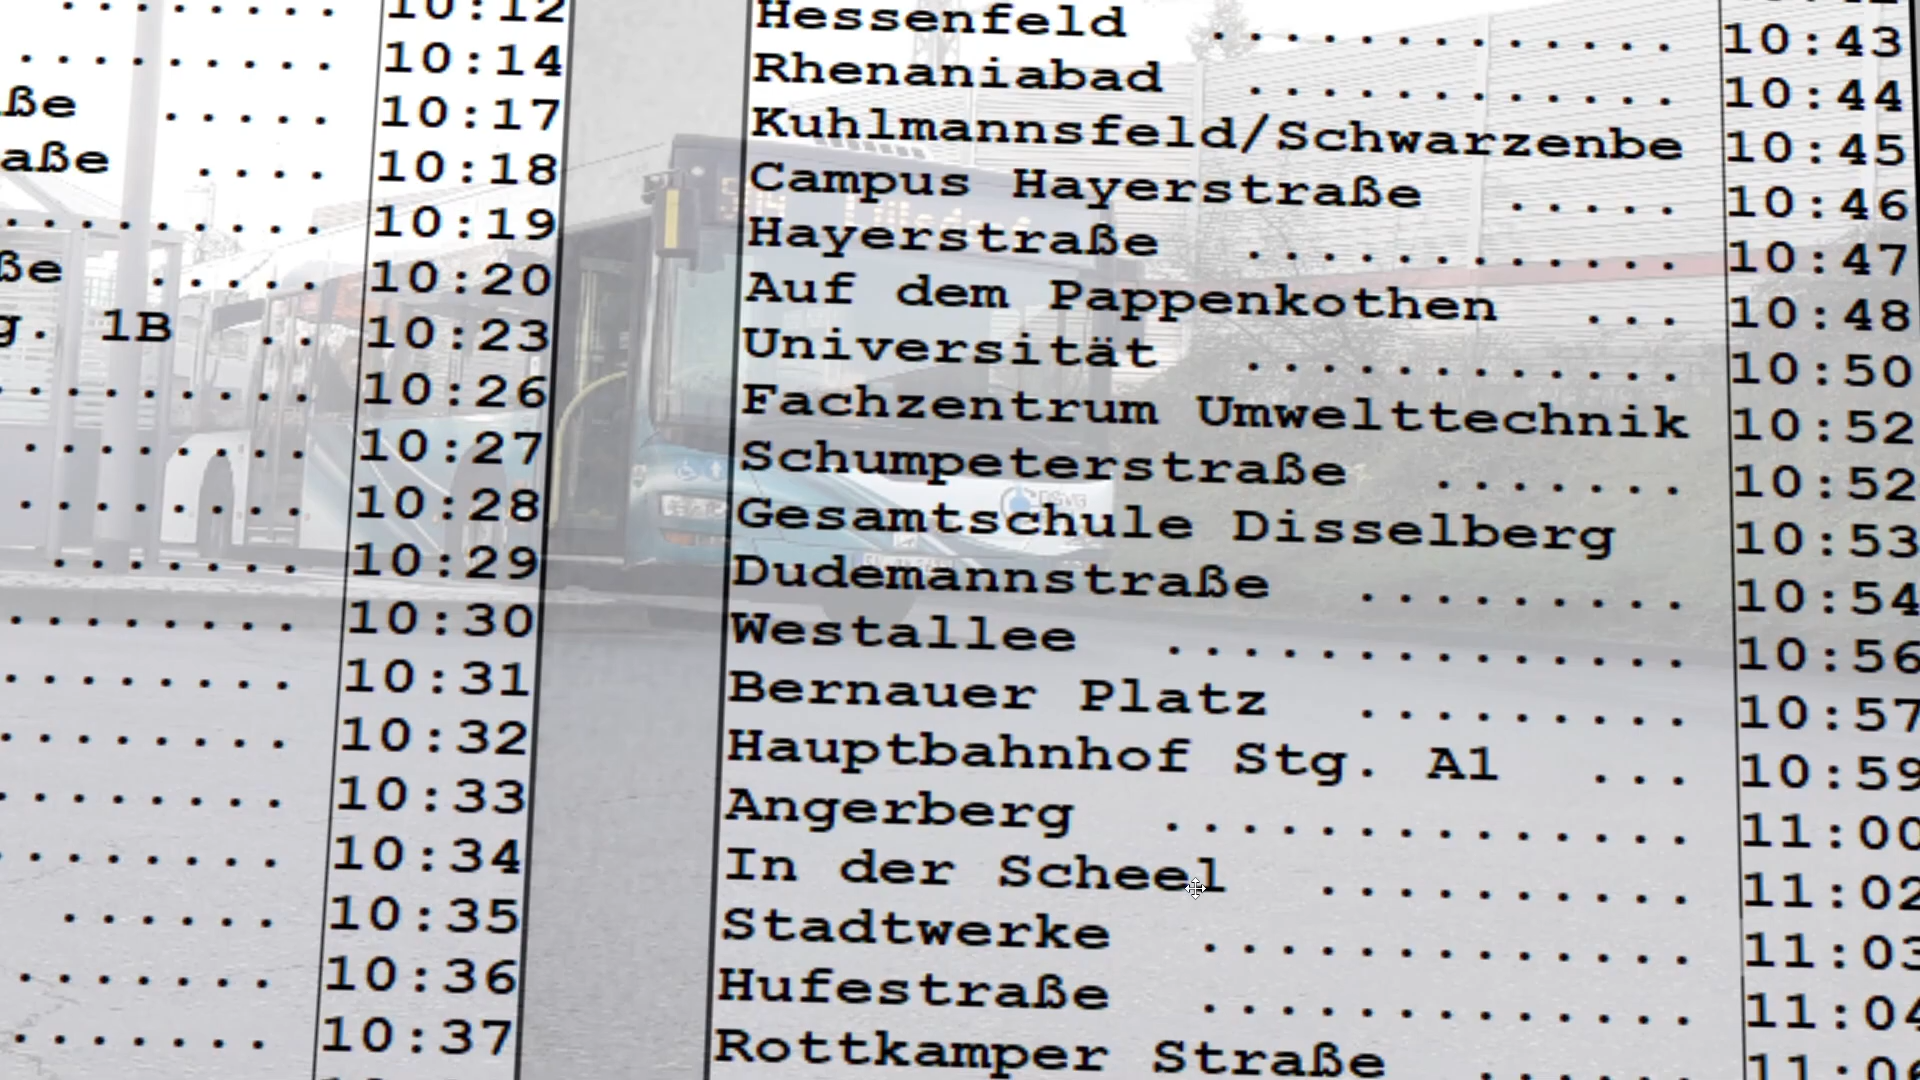 10:12
10:14
ße ..... 10:17
aße .... 10:18
10:19
ße ..... 10:20
g. 1B .. 10:23
10:26
10:27
10:28
10:29
10:30
10:31
10:32
10:33
10:34
10:35
10:36
10:37
Hessenfeld ............ 10:43
Rhenaniabad ............ 10:44
Kuhlmannsfeld/Schwarzenbe 10:45
Campus Hayerstraße ..... 10:46
Hayerstraße ............ 10:47
Auf dem Pappenkothen ... 10:48
Universität ............ 10:50
Fachzentrum Umwelttechnik 10:52
Schumpeterstraße ....... 10:52
Gesamtschule Disselberg 10:53
Dudemannstraße ......... 10:54
Westallee .............. 10:56
Bernauer Platz ......... 10:57
Hauptbahnhof Stg. A1 ... 10:59
Angerberg .............. 11:00
In der Scheel .......... 11:02
Stadtwerke ............. 11:03
Hufestraße ............. 11:04
Rottkamper Straße ...... 11:06